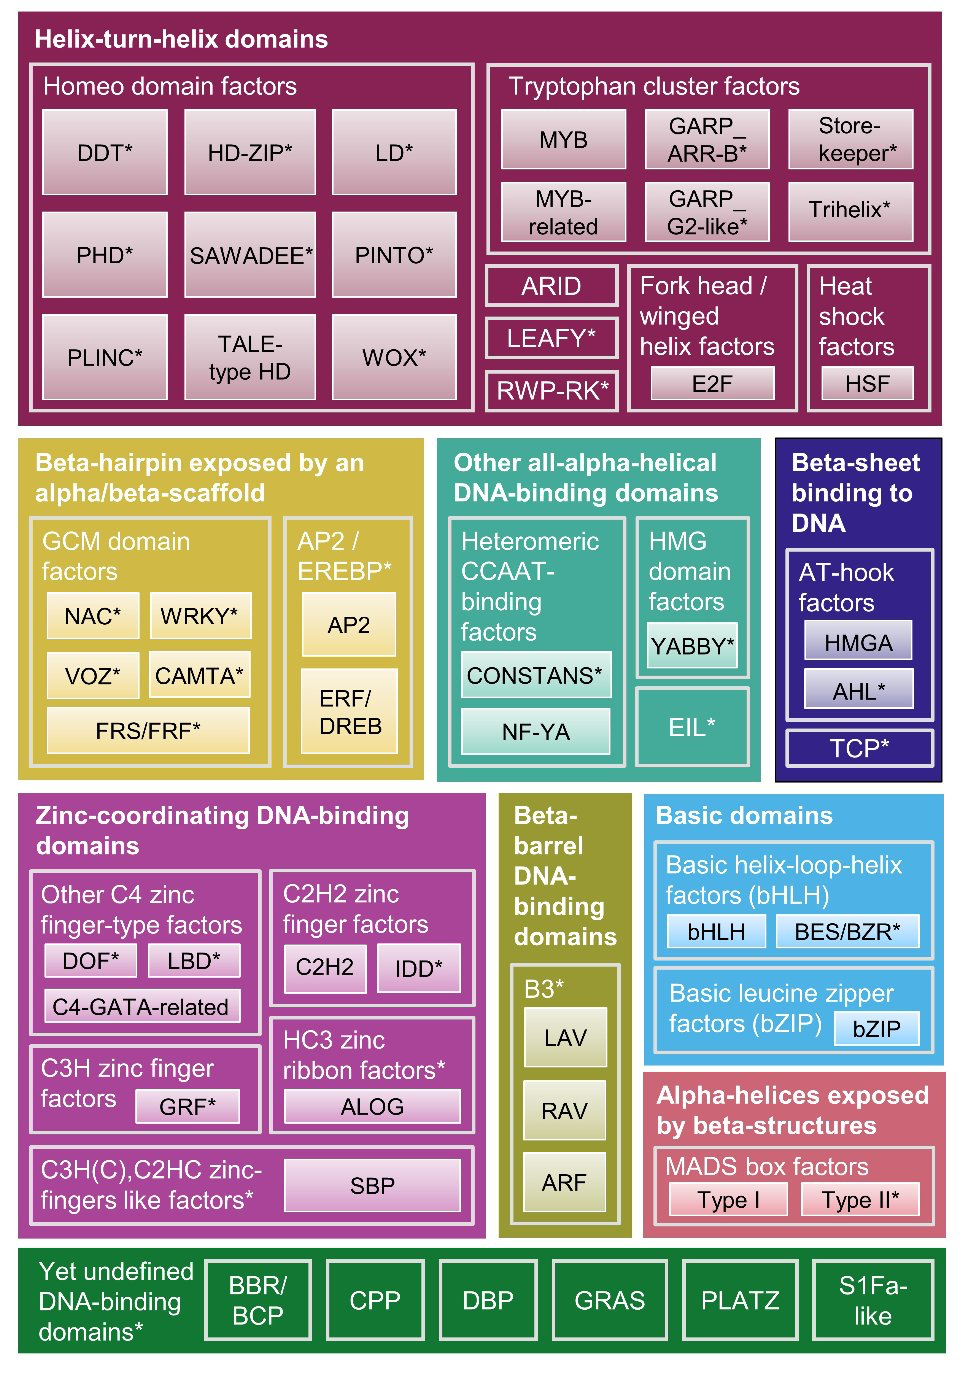 Helix-turn-helix domains
Homeo domain factors
DDT*
HD-ZIP*
LD*
PHD*
SAWADEE*
PINTO*
PLINC*
TALE-
type HD
WOX*
Tryptophan cluster factors
MYB
GARP_
ARR-B*
Store-
keeper*
MYB-
related
GARP_
G2-like*
Trihelix*
ARID
LEAFY*
RWP-RK*
Fork head /
winged
helix factors
E2F
Heat
shock
factors
HSF
Beta-hairpin exposed by an
alpha/beta-scaffold
GCM domain
factors
NAC*
WRKY*
VOZ*
CAMTA*
FRS/FRF*
AP2 /
EREBP*
AP2
ERF/
DREB
Other all-alpha-helical
DNA-binding domains
Heteromeric
CCAAT-
binding
factors
CONSTANS*
NF-YA
HMG
domain
factors
YABBY*
EIL*
Beta-sheet
binding to
DNA
AT-hook
factors
HMGA
AHL*
TCP*
Zinc-coordinating DNA-binding
domains
Other C4 zinc
finger-type factors
DOF*
LBD*
C4-GATA-related
C2H2 zinc
finger factors
C2H2
IDD*
C3H zinc finger
factors
GRF*
HC3 zinc
ribbon factors*
ALOG
C3H(C),C2HC zinc-
fingers like factors*
SBP
Beta-
barrel
DNA-
binding
domains
B3*
LAV
RAV
ARF
Basic domains
Basic helix-loop-helix
factors (bHLH)
bHLH
BES/BZR*
Basic leucine zipper
factors (bZIP)
bZIP
Alpha-helices exposed
by beta-structures
MADS box factors
Type I
Type II*
Yet undefined
DNA-binding
domains*
BBR/
BCP
CPP
DBP
GRAS
PLATZ
S1Fa-
like